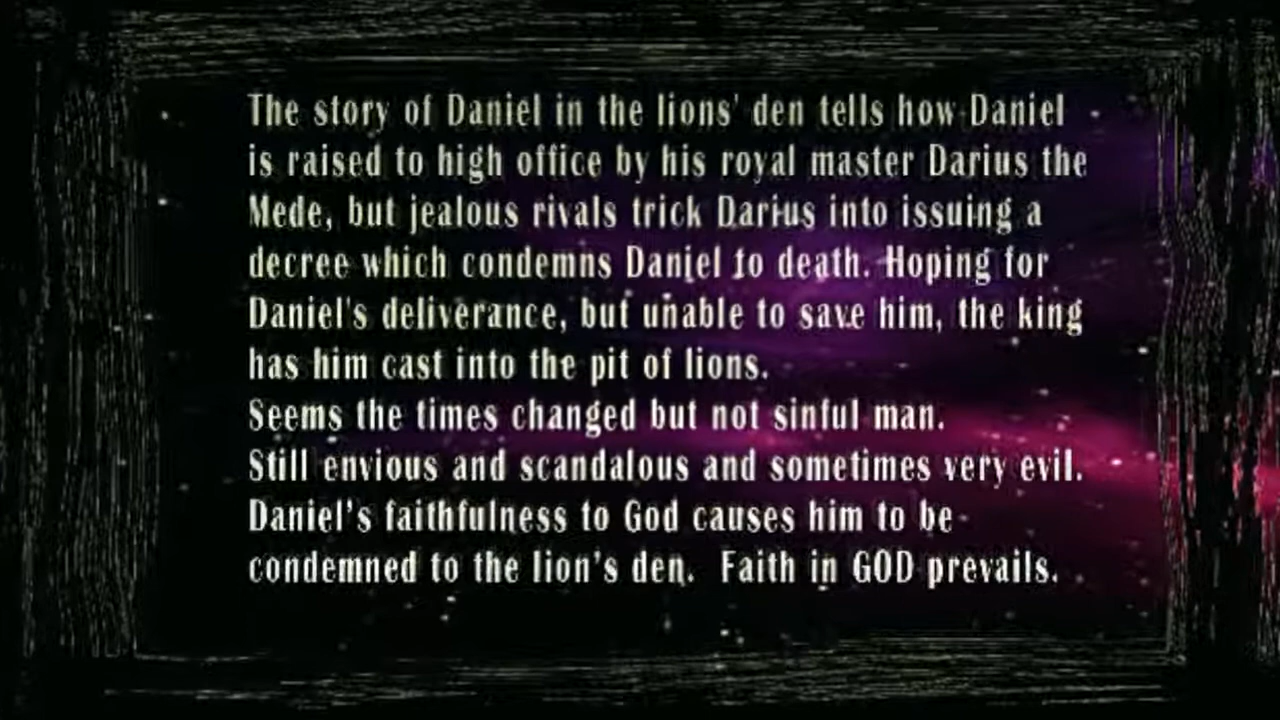 The story of Daniel in the lions' den tells how Daniel
is raised to high office by his royal master Darius the
Mede, but jealous rivals trick Darius into issuing a
decree which condemns Daniel to death. Hoping for
Daniel's deliverance, but unable to save him, the king
has him cast into the pit of lions.
Seems the times changed but not sinful man.
Still envious and scandalous and sometimes very evil.
Daniel’s faithfulness to God causes him to be
condemned to the lion’s den.  Faith in GOD prevails.